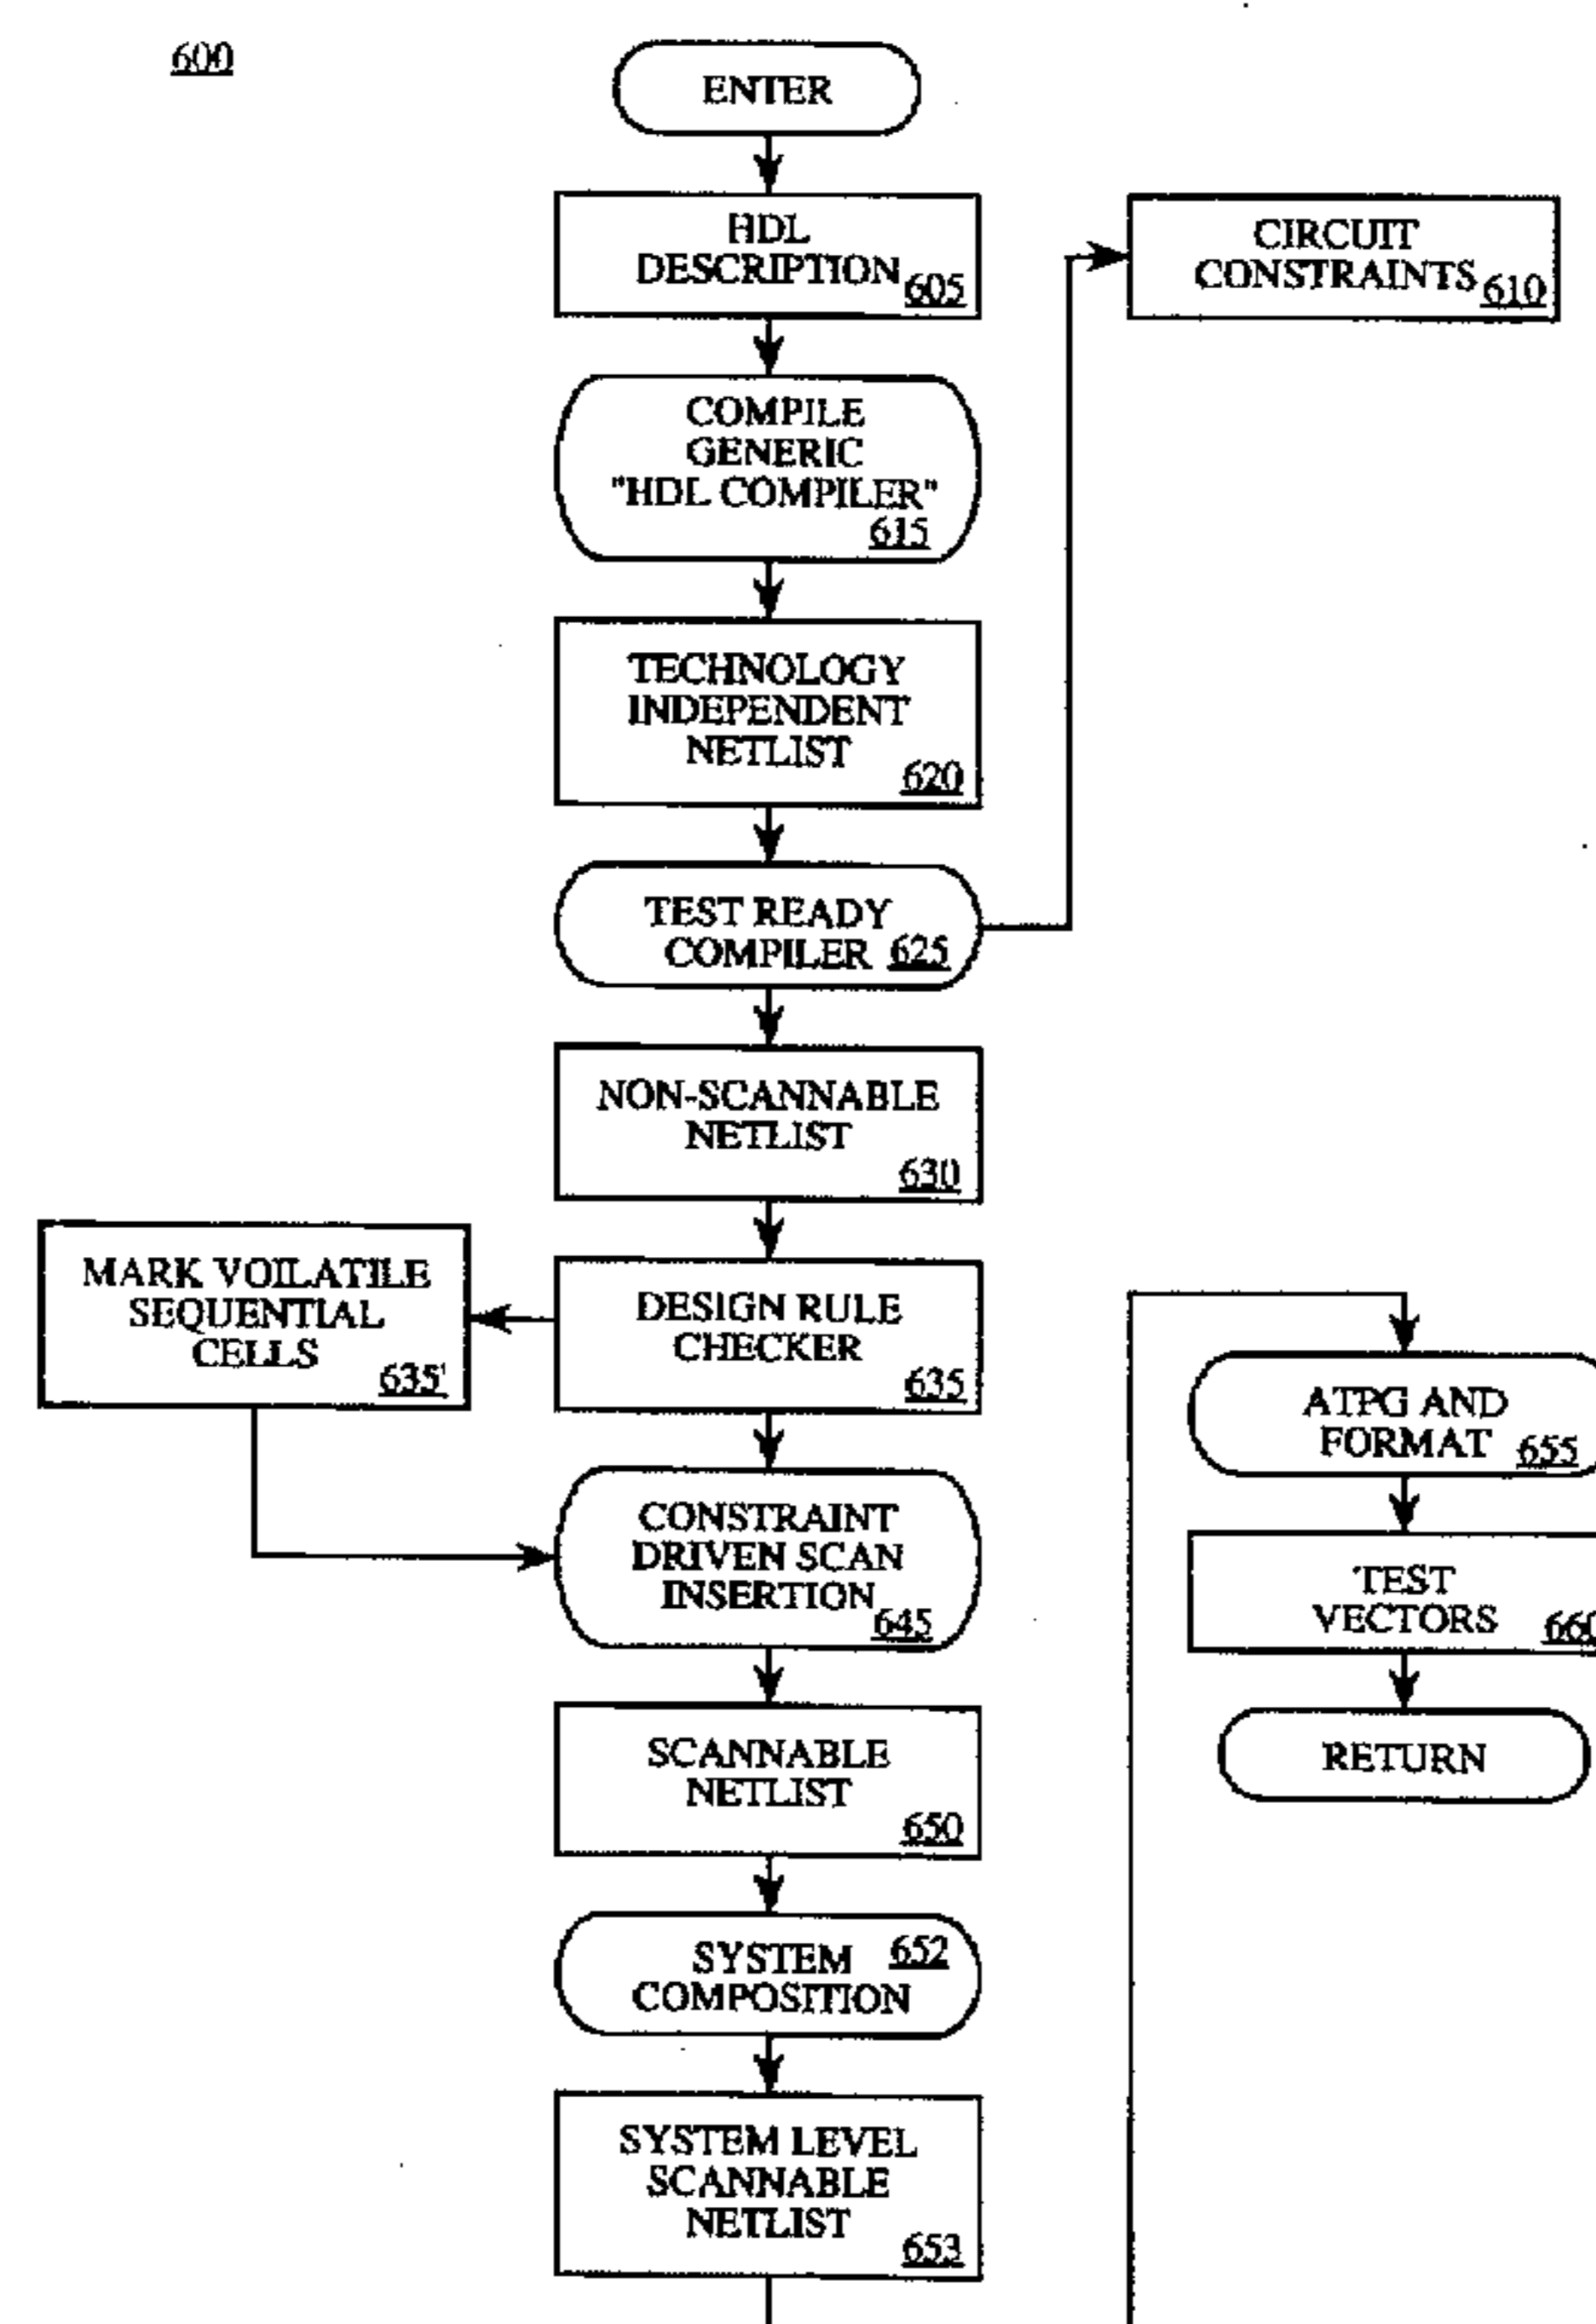 600
ENTER
HDL
DESCRIPTION 605
CIRCUIT
CONSTRAINTS 610
COMPILE
GENERIC
"HDL COMPILER"
615
TECHNOLOGY
INDEPENDENT
NETLIST
620
TEST READY
COMPILER 625
NON-SCANNABLE
NETLIST
630
MARK VOILATILE
SEQUENTIAL
CELLS
635'
DESIGN RULE
CHECKER
635
CONSTRAINT
DRIVEN SCAN
INSERTION
645
SCANNABLE
NETLIST
650
SYSTEM 652
COMPOSITION
SYSTEM LEVEL
SCANNABLE
NETLIST
653
ATPG AND
FORMAT 655
TEST
VECTORS 660
RETURN